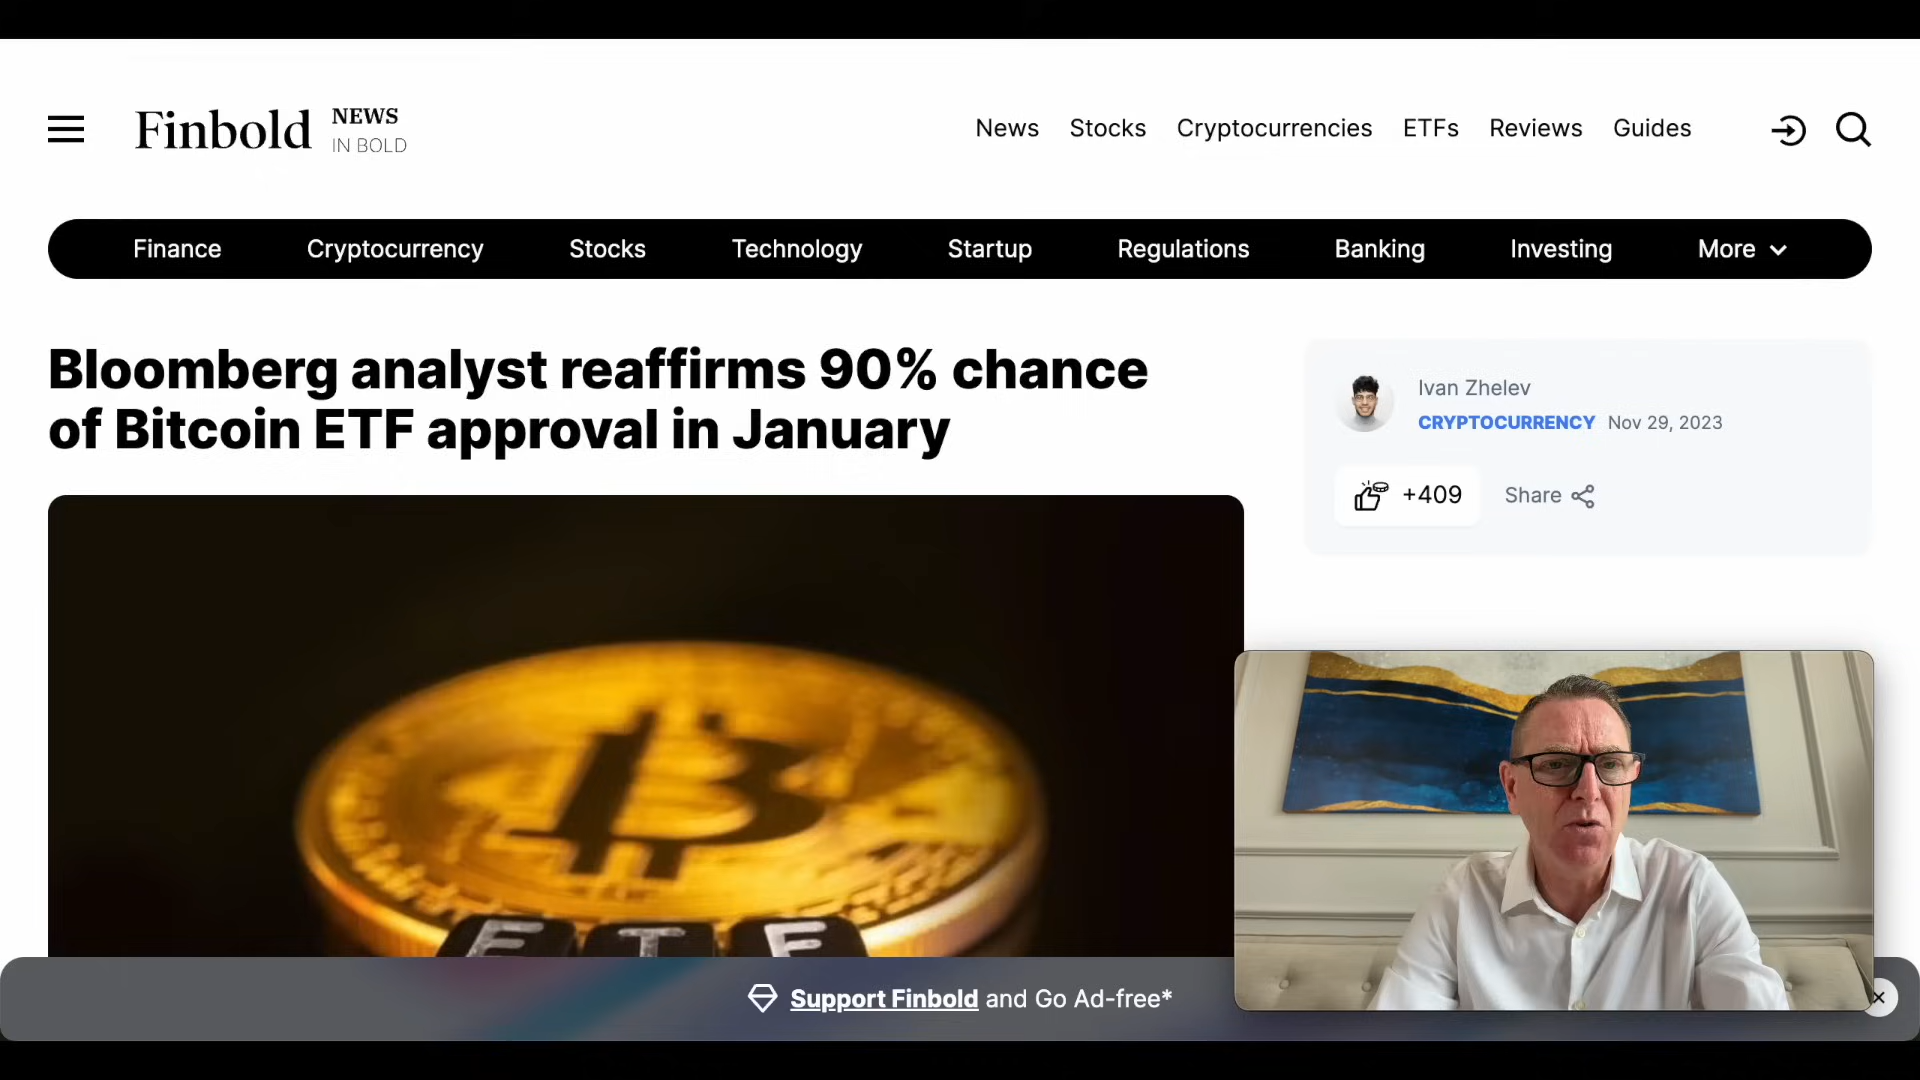 Finbold
NEWS
IN BOLD
News Stocks Cryptocurrencies ETFs Reviews Guides
Finance Cryptocurrency Stocks Technology Startup Regulations Banking Investing More
Bloomberg analyst reaffirms 90% chance
of Bitcoin ETF approval in January
Ivan Zhelev
CRYPTOCURRENCY Nov 29, 2023
+409 Share
ETF
Support Finbold and Go Ad-free*